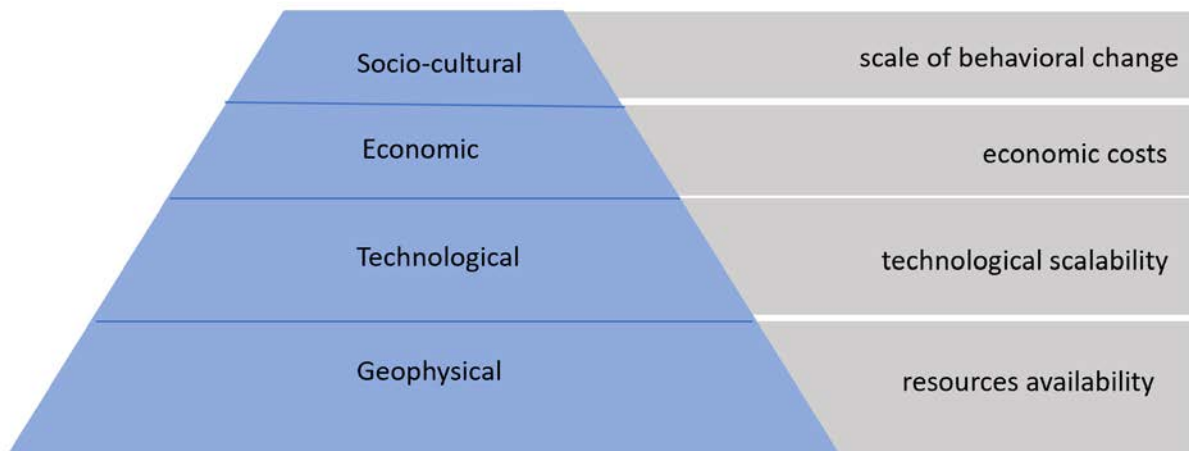 Socio-cultural
scale of behavioral change
Economic
economic costs
Technological
technological scalability
Geophysical
resources availability